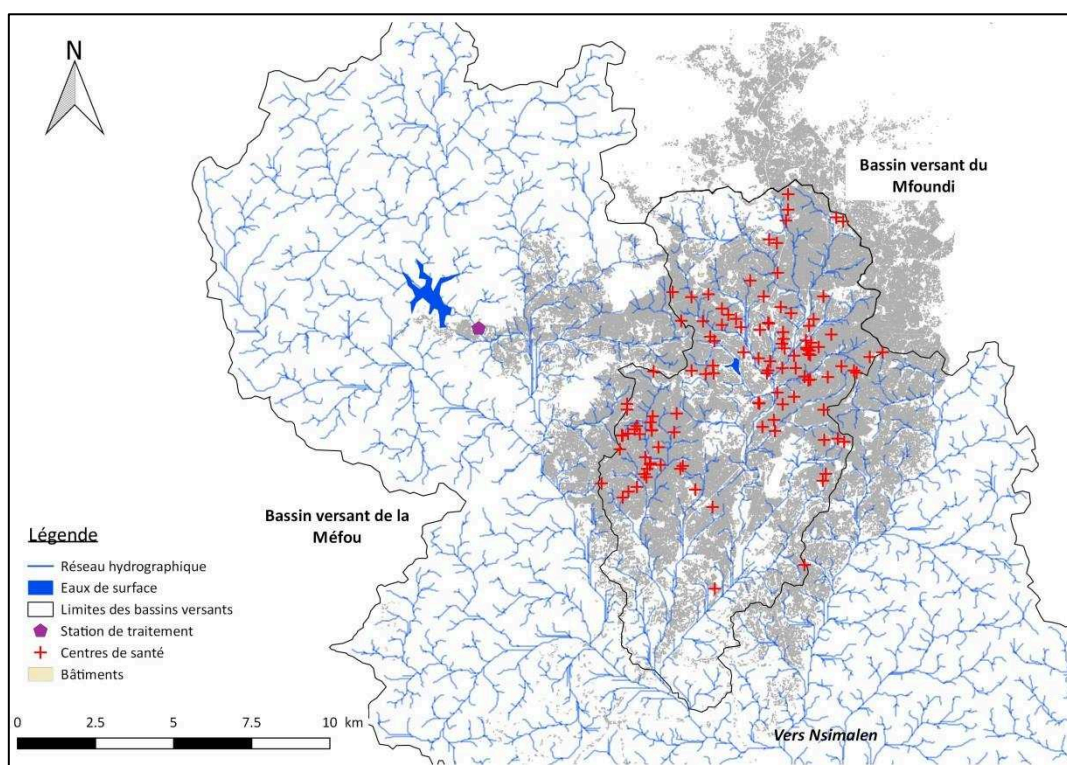 N
Bassin versant du
Mfoundi
Bassin versant de la
Méfou
Légende
Réseau hydrographique
Eaux de surface
Limites des bassins versants
Station de traitement
Centres de santé
Bâtiments
0 2.5 5 7.5 10 km
Vers Nsimalen